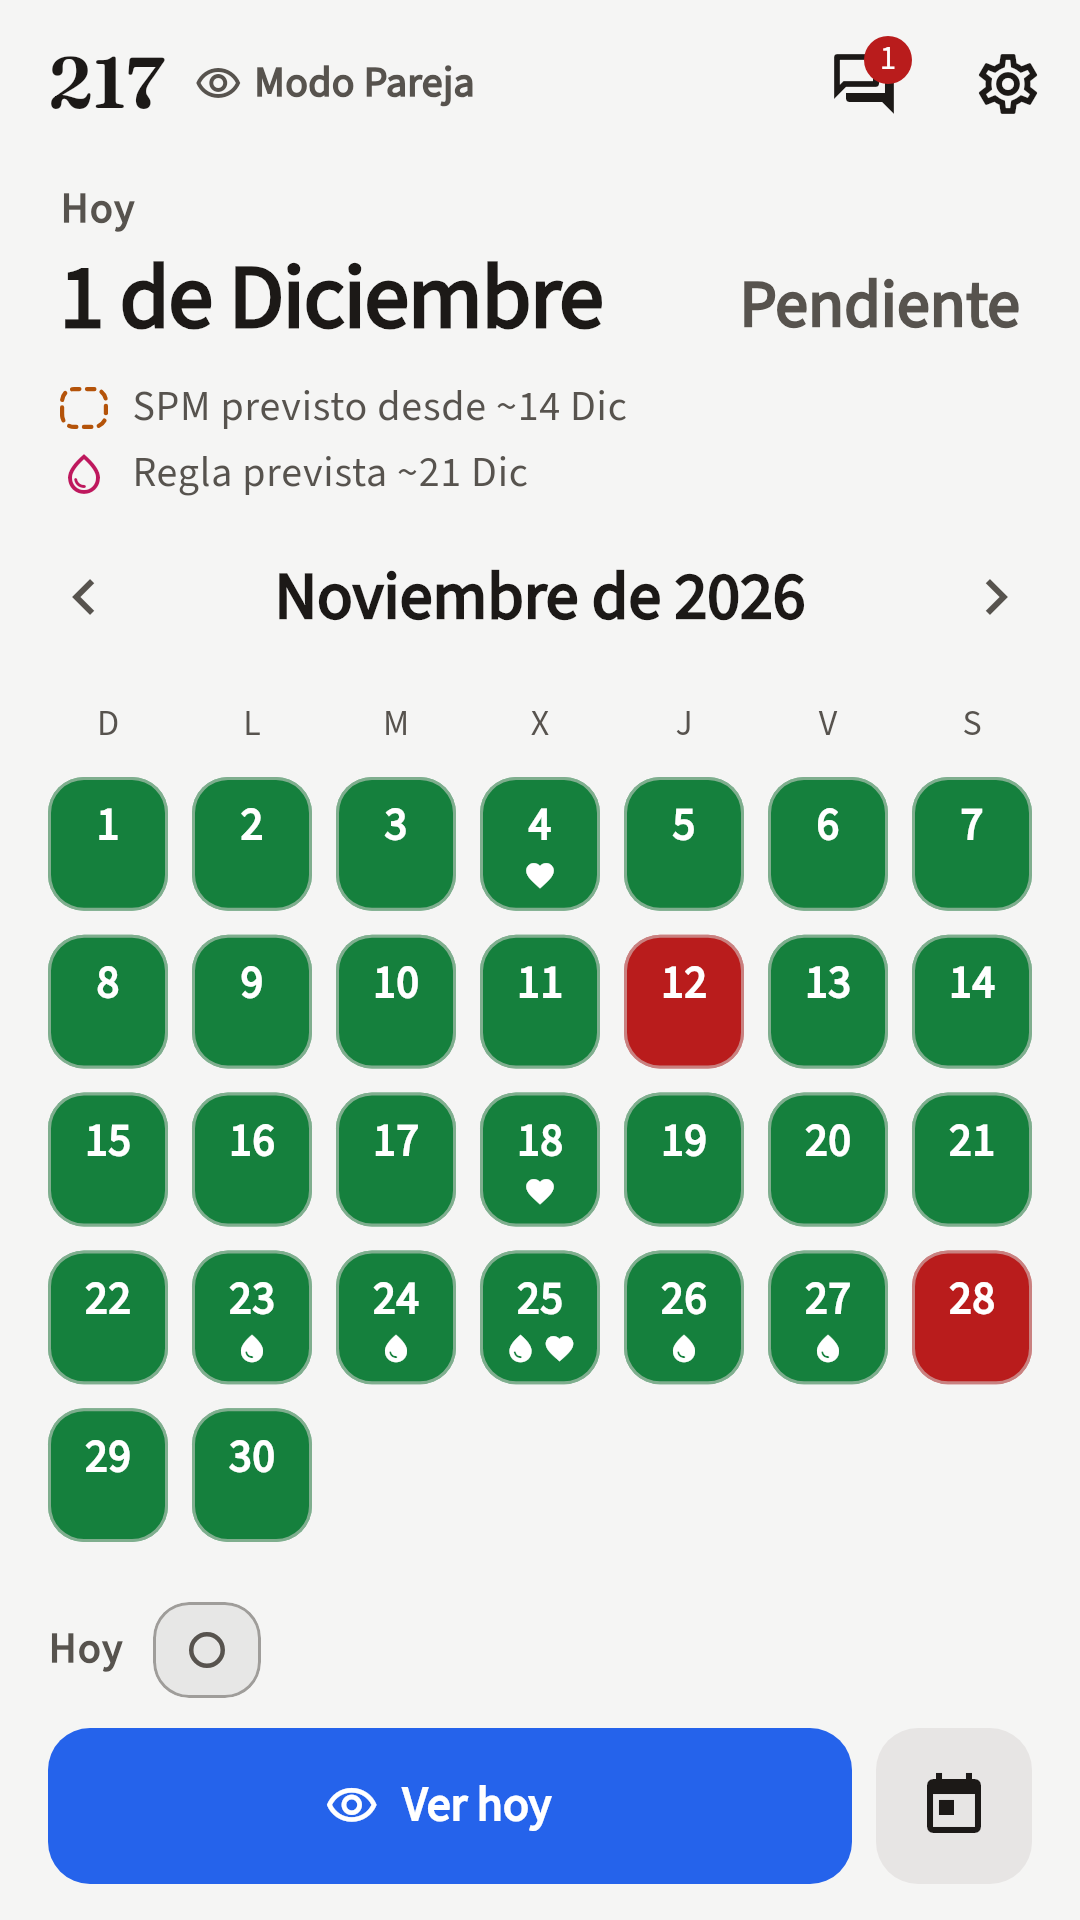 217 Modo Pareja 1
Hoy
1 de Diciembre Pendiente
SPM previsto desde ~14 Dic
Regla prevista ~21 Dic
Noviembre de 2026
D L M X J V S
1 2 3 4 5 6 7
8 9 10 11 12 13 14
15 16 17 18 19 20 21
22 23 24 25 26 27 28
29 30
Hoy
Ver hoy